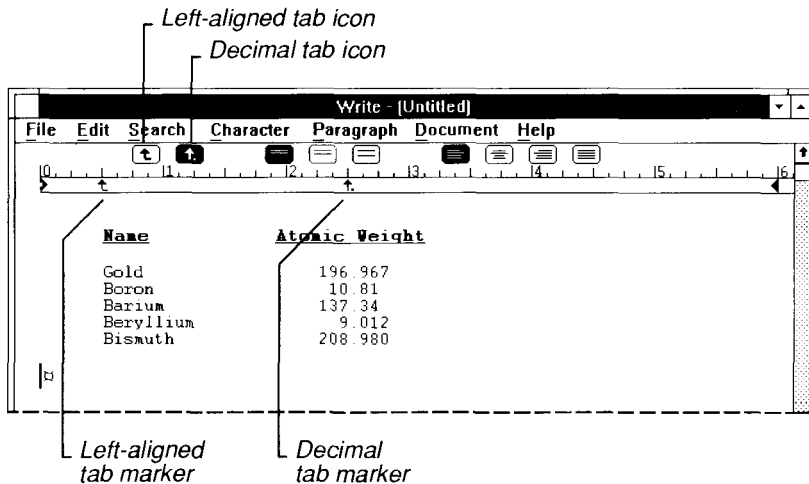 Left-aligned tab icon
Decimal tab icon
Write - [Untitled]
File Edit Search Character Paragraph Document Help
0 1 2 3 4 5 6
Name Atomic Weight
Gold 196.967
Boron 10.81
Barium 137.34
Beryllium 9.012
Bismuth 208.980
Left-aligned tab marker
Decimal tab marker